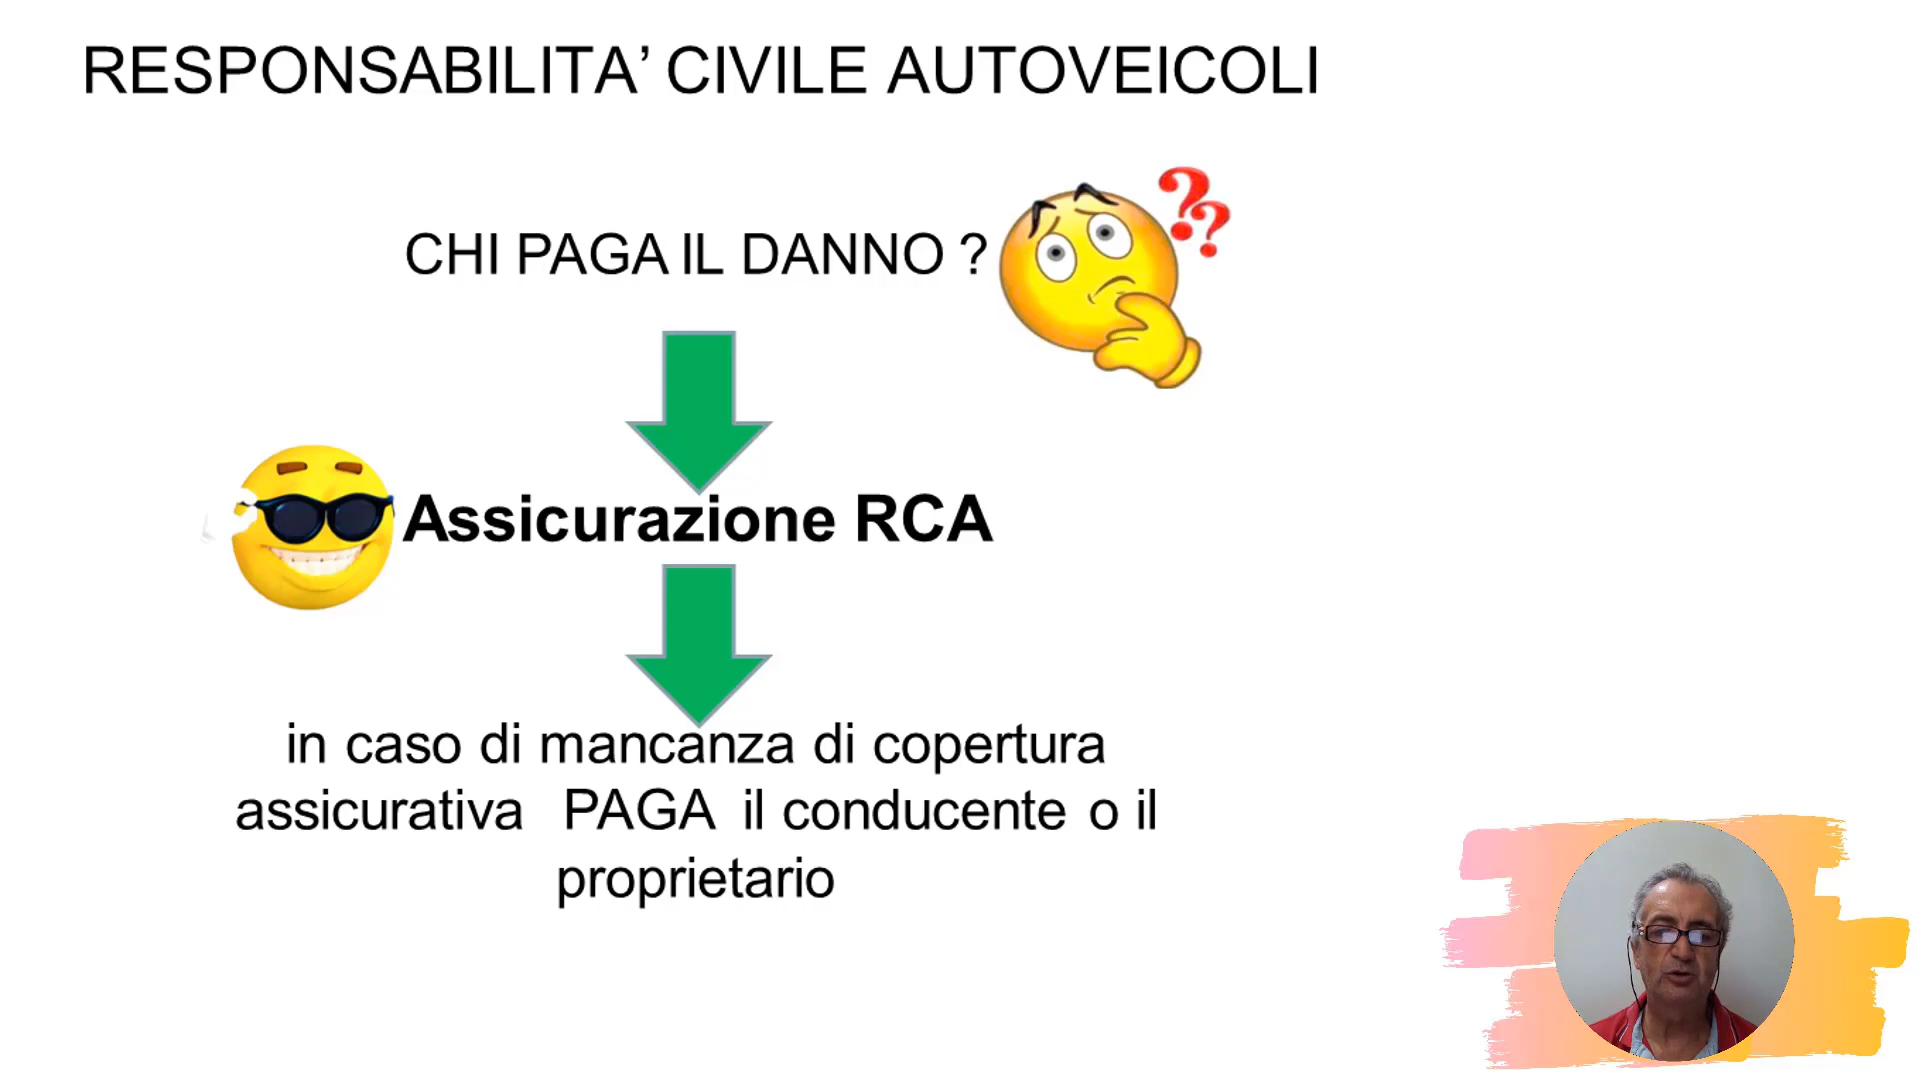 RESPONSABILITA’ CIVILE AUTOVEICOLI
CHI PAGA IL DANNO ?
??
Assicurazione RCA
in caso di mancanza di copertura
assicurativa PAGA il conducente o il
proprietario